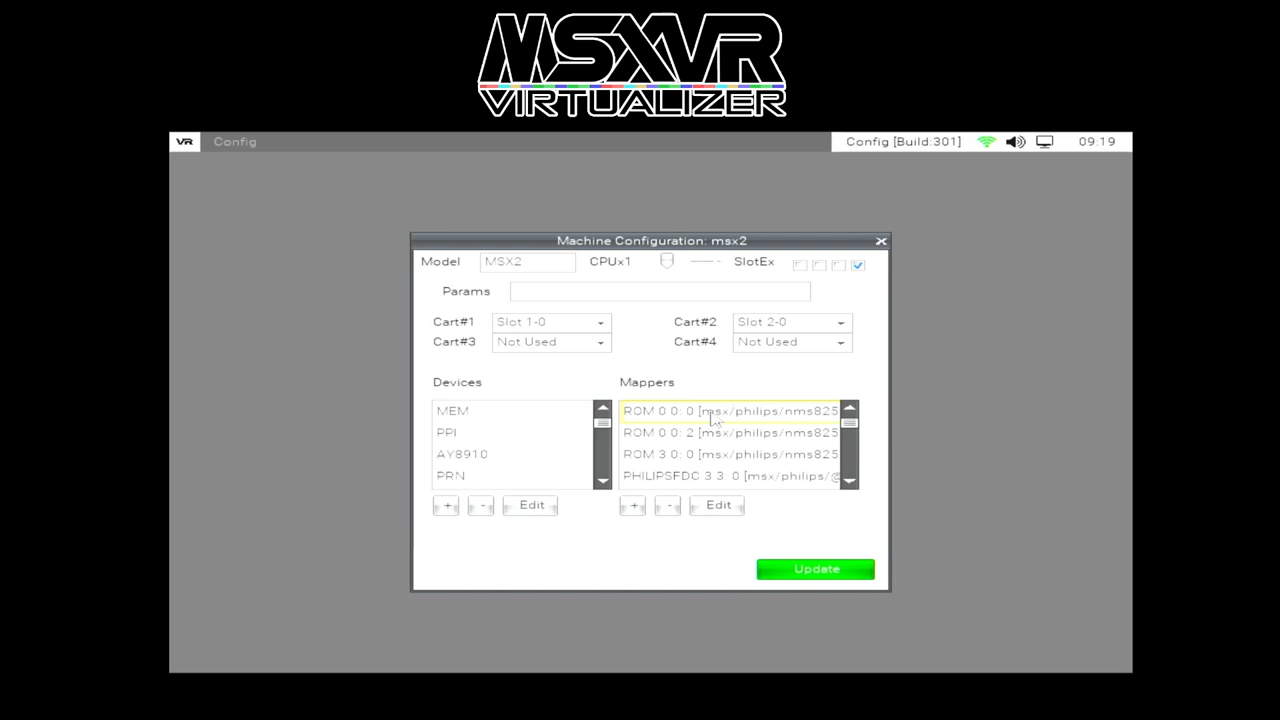 MSXVR
VIRTUALIZER
VR Config Config [Build:301] 09:19
Machine Configuration: msx2
Model MSX2 CPUx1 SlotEx
Params
Cart#1 Slot 1-0 Cart#2 Slot 2-0
Cart#3 Not Used Cart#4 Not Used
Devices Mappers
MEM ROM 0 0: 0 [msx/philips/nms825
PPI ROM 0 0: 2 [msx/philips/nms825
AY8910 ROM 3 0: 0 [msx/philips/nms825
PRN PHILIPSFDC 3 3: 0 [msx/philips/@
+ - Edit + - Edit
Update